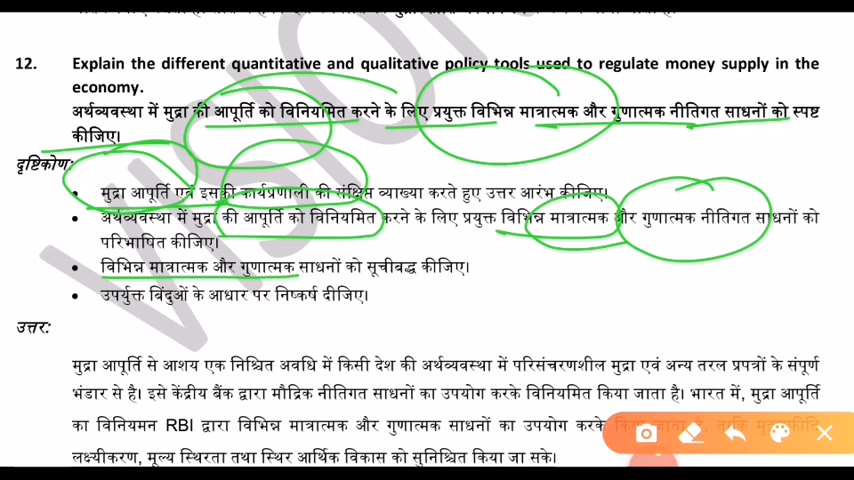 12. Explain the different quantitative and qualitative policy tools used to regulate money supply in the
economy.
अर्थव्यवस्था में मुद्रा की आपूर्ति को विनियमित करने के लिए प्रयुक्त विभिन्न मात्रात्मक और गुणात्मक नीतिगत साधनों को स्पष्ट
कीजिए।
दृष्टिकोण:
• मुद्रा आपूर्ति एवं इसकी कार्यप्रणाली की संक्षिप्त व्याख्या करते हुए उत्तर आरंभ कीजिए।
• अर्थव्यवस्था में मुद्रा की आपूर्ति को विनियमित करने के लिए प्रयुक्त विभिन्न मात्रात्मक और गुणात्मक नीतिगत साधनों को
परिभाषित कीजिए।
• विभिन्न मात्रात्मक और गुणात्मक साधनों को सूचीबद्ध कीजिए।
• उपर्युक्त बिंदुओं के आधार पर निष्कर्ष दीजिए।
उत्तर:
मुद्रा आपूर्ति से आशय एक निश्चित अवधि में किसी देश की अर्थव्यवस्था में परिसंचरणशील मुद्रा एवं अन्य तरल प्रपत्रों के संपूर्ण
भंडार से है। इसे केंद्रीय बैंक द्वारा मौद्रिक नीतिगत साधनों का उपयोग करके विनियमित किया जाता है। भारत में, मुद्रा आपूर्ति
का विनियमन RBI द्वारा विभिन्न मात्रात्मक और गुणात्मक साधनों का उपयोग करके
लक्ष्यीकरण, मूल्य स्थिरता तथा स्थिर आर्थिक विकास को सुनिश्चित किया जा सके।
VISION